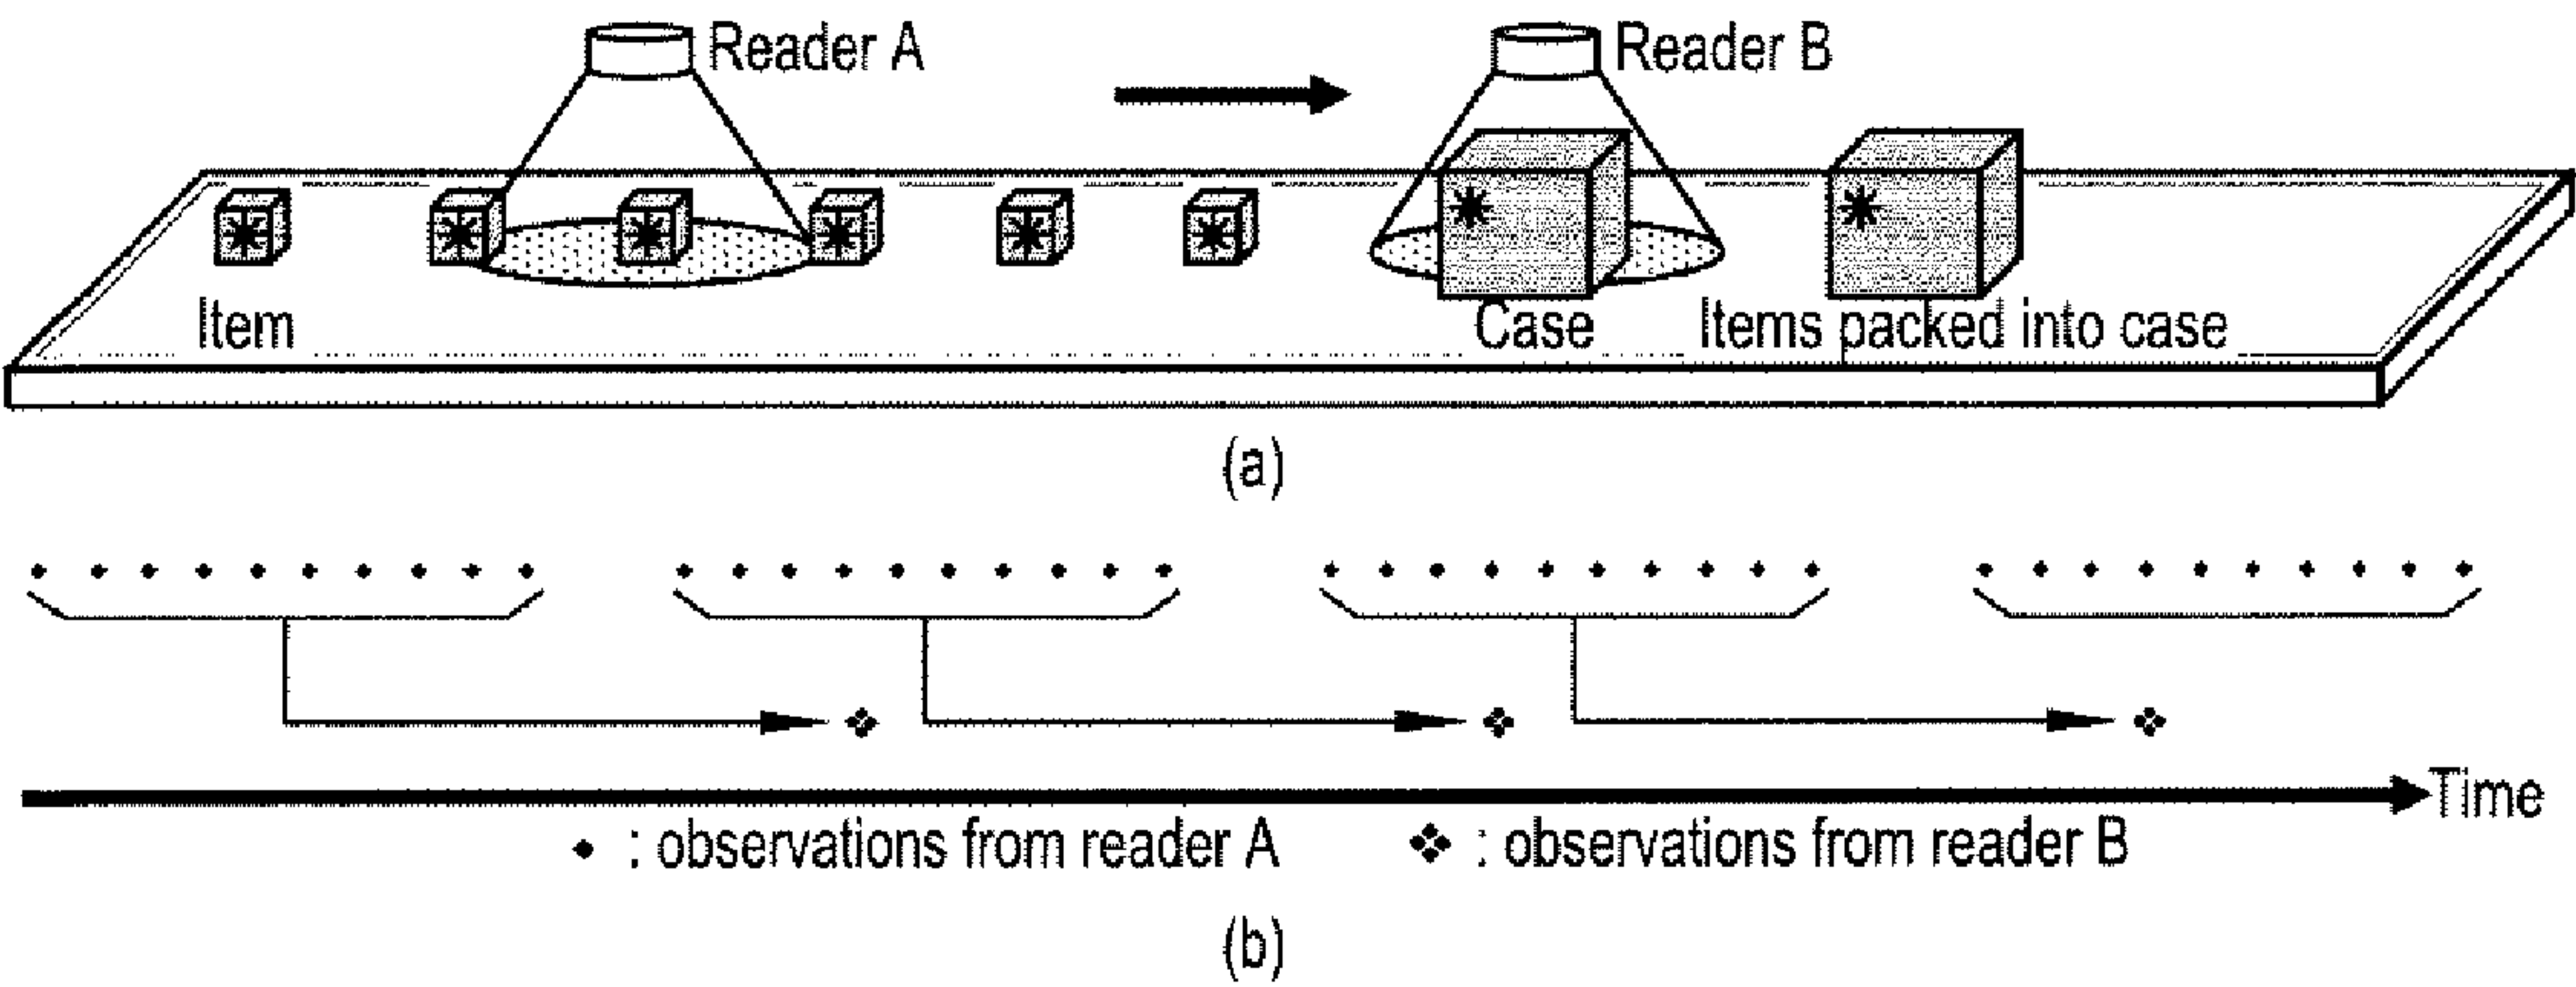 Reader A
Reader B
Item
Case
Items packed into case
(a)
Time
: observations from reader A
: observations from reader B
(b)